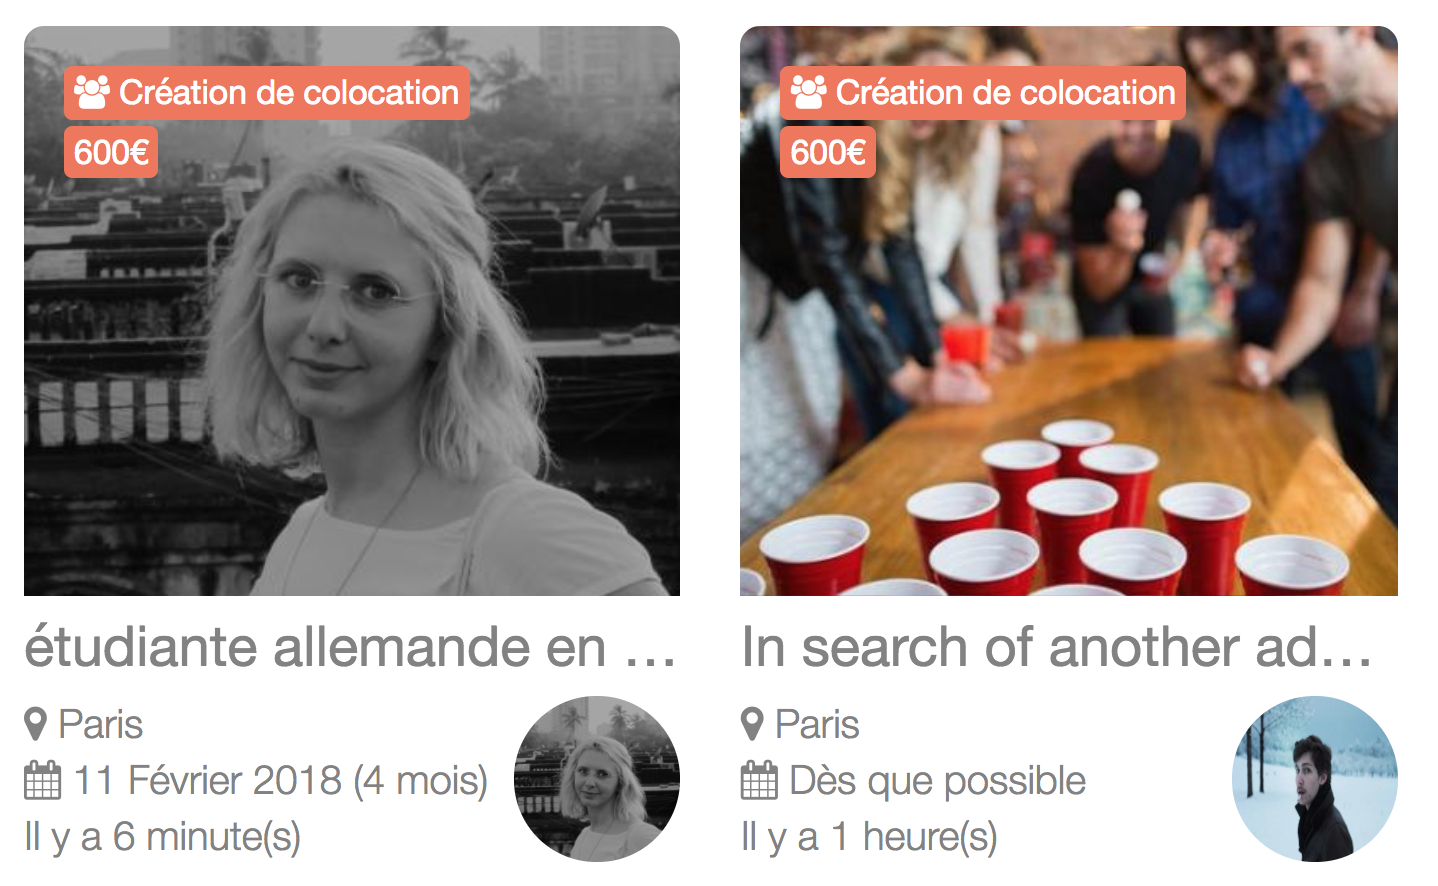 Création de colocation
600€
étudiante allemande en ...
Paris
11 Février 2018 (4 mois)
Il y a 6 minute(s)
Création de colocation
600€
In search of another ad...
Paris
Dès que possible
Il y a 1 heure(s)